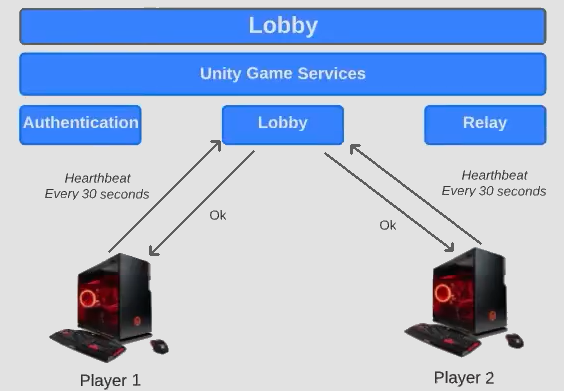 Lobby
Unity Game Services
Authentication
Lobby
Relay
Hearthbeat
Every 30 seconds
Hearthbeat
Every 30 seconds
Ok
Ok
Player 1
Player 2